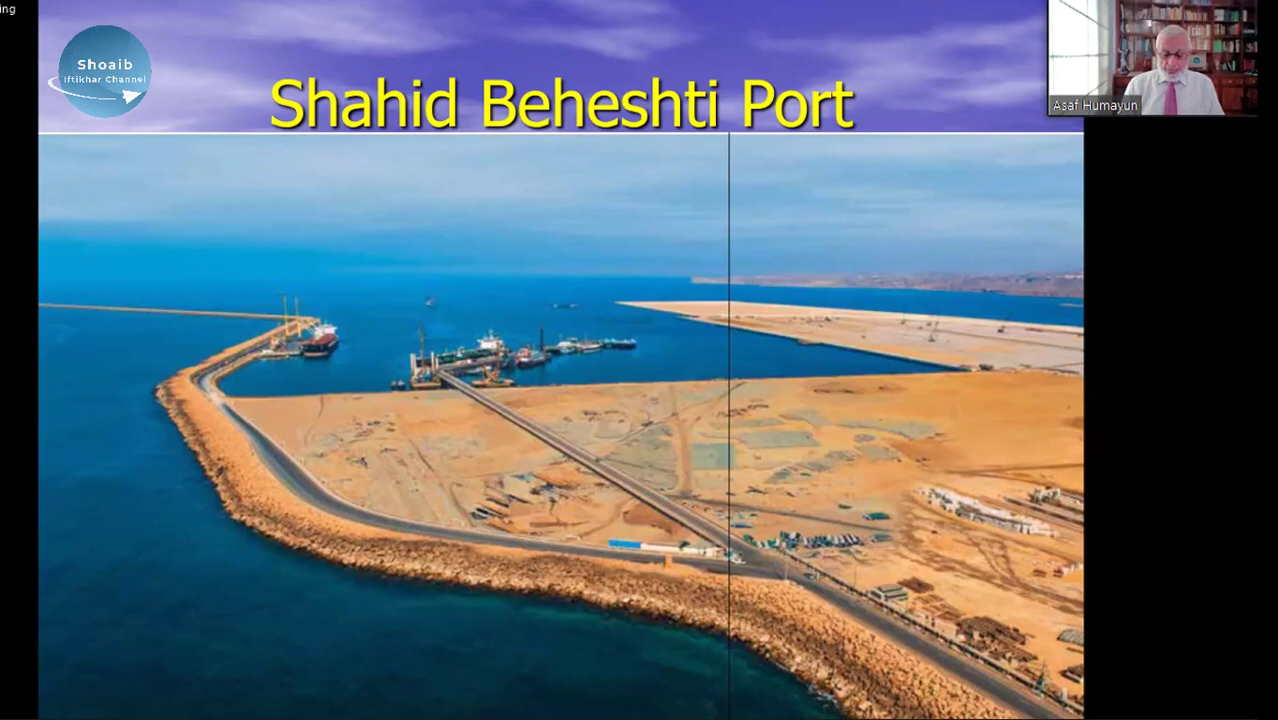 ing
Shoaib
Iftikhar Channel
Shahid Beheshti Port
Asaf Humayun